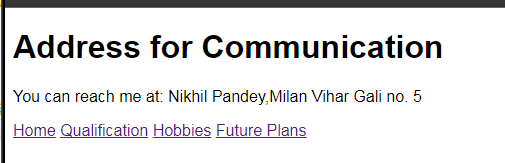 Address for Communication
You can reach me at: Nikhil Pandey,Milan Vihar Gali no. 5
Home Qualification Hobbies Future Plans